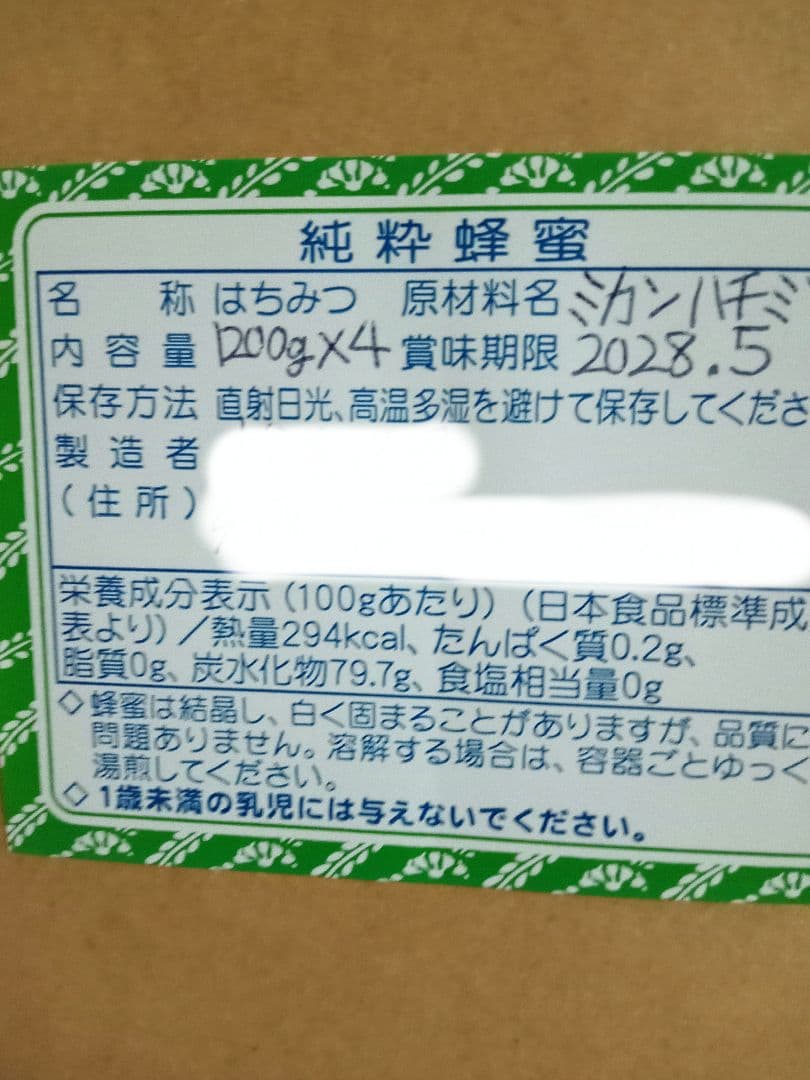 純粋蜂蜜
名称 はちみつ 原材料名 ミカンハチミ
内容量 1200g×4 賞味期限 2028.5
保存方法 直射日光、高温多湿を避けて保存してくださ
製造者
(住所)
栄養成分表示(100gあたり)(日本食品標準成
表より)/熱量294kcal、たんぱく質0.2g、
脂質0g、炭水化物79.7g、食塩相当量0g
◇蜂蜜は結晶し、白く固まることがありますが、品質に
問題ありません。溶解する場合は、容器ごとゆっく
湯煎してください。
◇1歳未満の乳児には与えないでください。